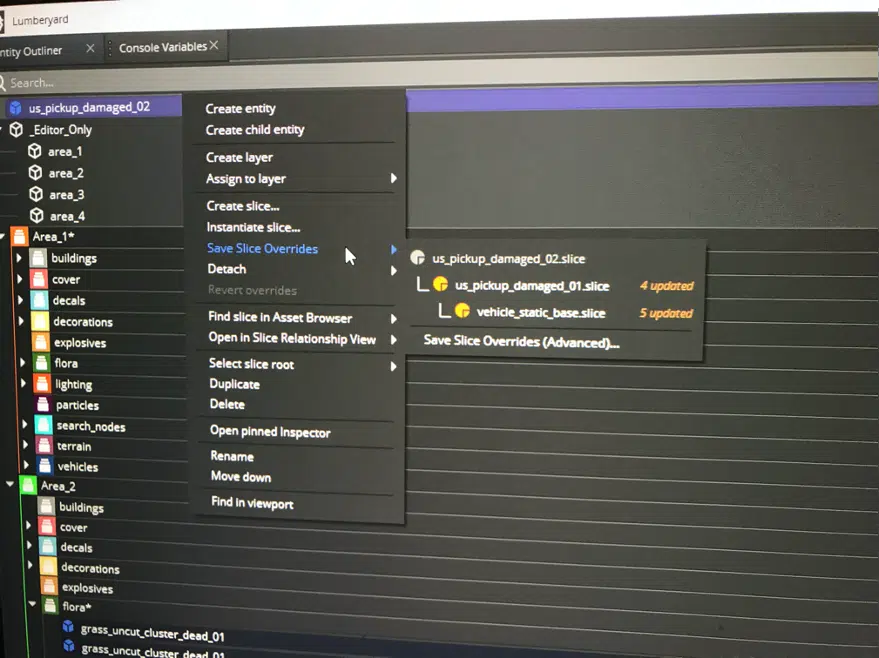 Lumberyard
ntity Outliner
Console Variables
Search...
us_pickup_damaged_02
_Editor_Only
area_1
area_2
area_3
area_4
Area_1*
buildings
cover
decals
decorations
explosives
flora
lighting
particles
search_nodes
terrain
vehicles
Area_2
buildings
cover
decals
decorations
explosives
flora*
grass_uncut_cluster_dead_01
grass_uncut_cluster_dead_01
Create entity
Create child entity
Create layer
Assign to layer
Create slice...
Instantiate slice...
Save Slice Overrides
Detach
Revert overrides
Find slice in Asset Browser
Open in Slice Relationship View
Select slice root
Duplicate
Delete
Open pinned Inspector
Rename
Move down
Find in viewport
us_pickup_damaged_02.slice
us_pickup_damaged_01.slice 4 updated
vehicle_static_base.slice 5 updated
Save Slice Overrides (Advanced)...